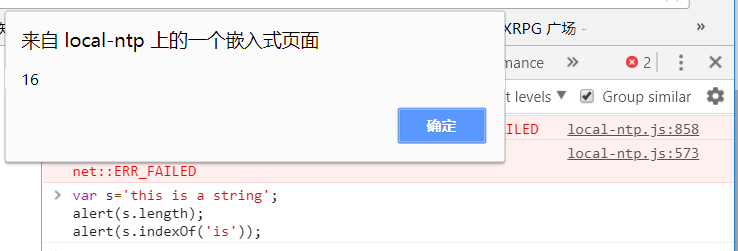 来自 local-ntp 上的一个嵌入式页面
16
确定
XRPG 广场 -
»
mance » 2
t levels ▼ Group similar
ILED local-ntp.js:858
local-ntp.js:573
net::ERR_FAILED
> var s='this is a string';
alert(s.length);
alert(s.indexOf('is'));